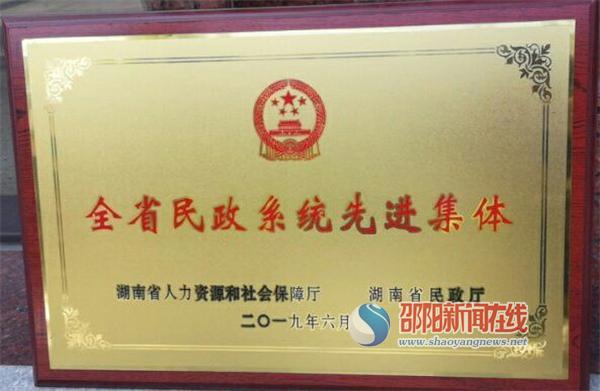 全省民政系统先进集体
湖南省人力资源和社会保障厅 湖南省民政厅
二〇一九年六月
邵阳新闻在线
www.shaoyangnews.net